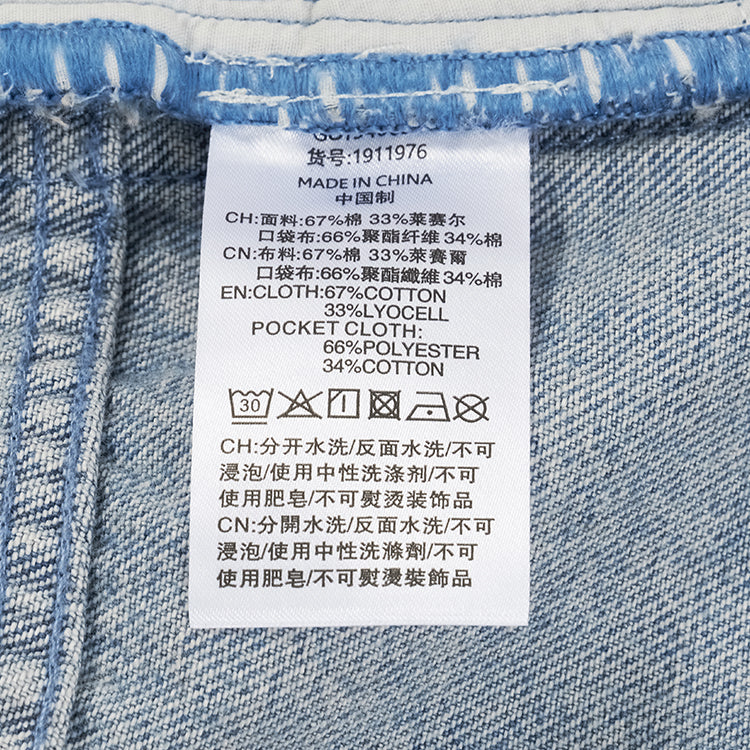 货号:1911976
MADE IN CHINA
中国制
CH:面料:67%棉 33%莱赛尔
口袋布:66%聚酯纤维 34%棉
CN:布料:67%棉 33%萊賽爾
口袋布:66%聚酯纖維 34%棉
EN:CLOTH:67%COTTON
33%LYOCELL
POCKET CLOTH:
66%POLYESTER
34%COTTON
30
CH:分开水洗/反面水洗/不可
浸泡/使用中性洗涤剂/不可
使用肥皂/不可熨烫装饰品
CN:分開水洗/反面水洗/不可
浸泡/使用中性洗滌劑/不可
使用肥皂/不可熨燙裝飾品